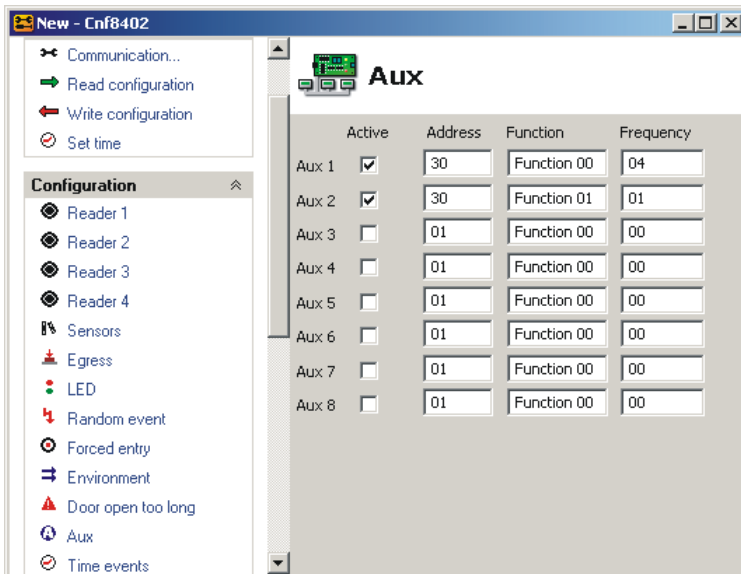 New - Cnf8402
Communication...
Read configuration
Write configuration
Set time
Configuration
Reader 1
Reader 2
Reader 3
Reader 4
Sensors
Egress
LED
Random event
Forced entry
Environment
Door open too long
Aux
Time events
Aux
Active Address Function Frequency
Aux 1 30 Function 00 04
Aux 2 30 Function 01 01
Aux 3 01 Function 00 00
Aux 4 01 Function 00 00
Aux 5 01 Function 00 00
Aux 6 01 Function 00 00
Aux 7 01 Function 00 00
Aux 8 01 Function 00 00